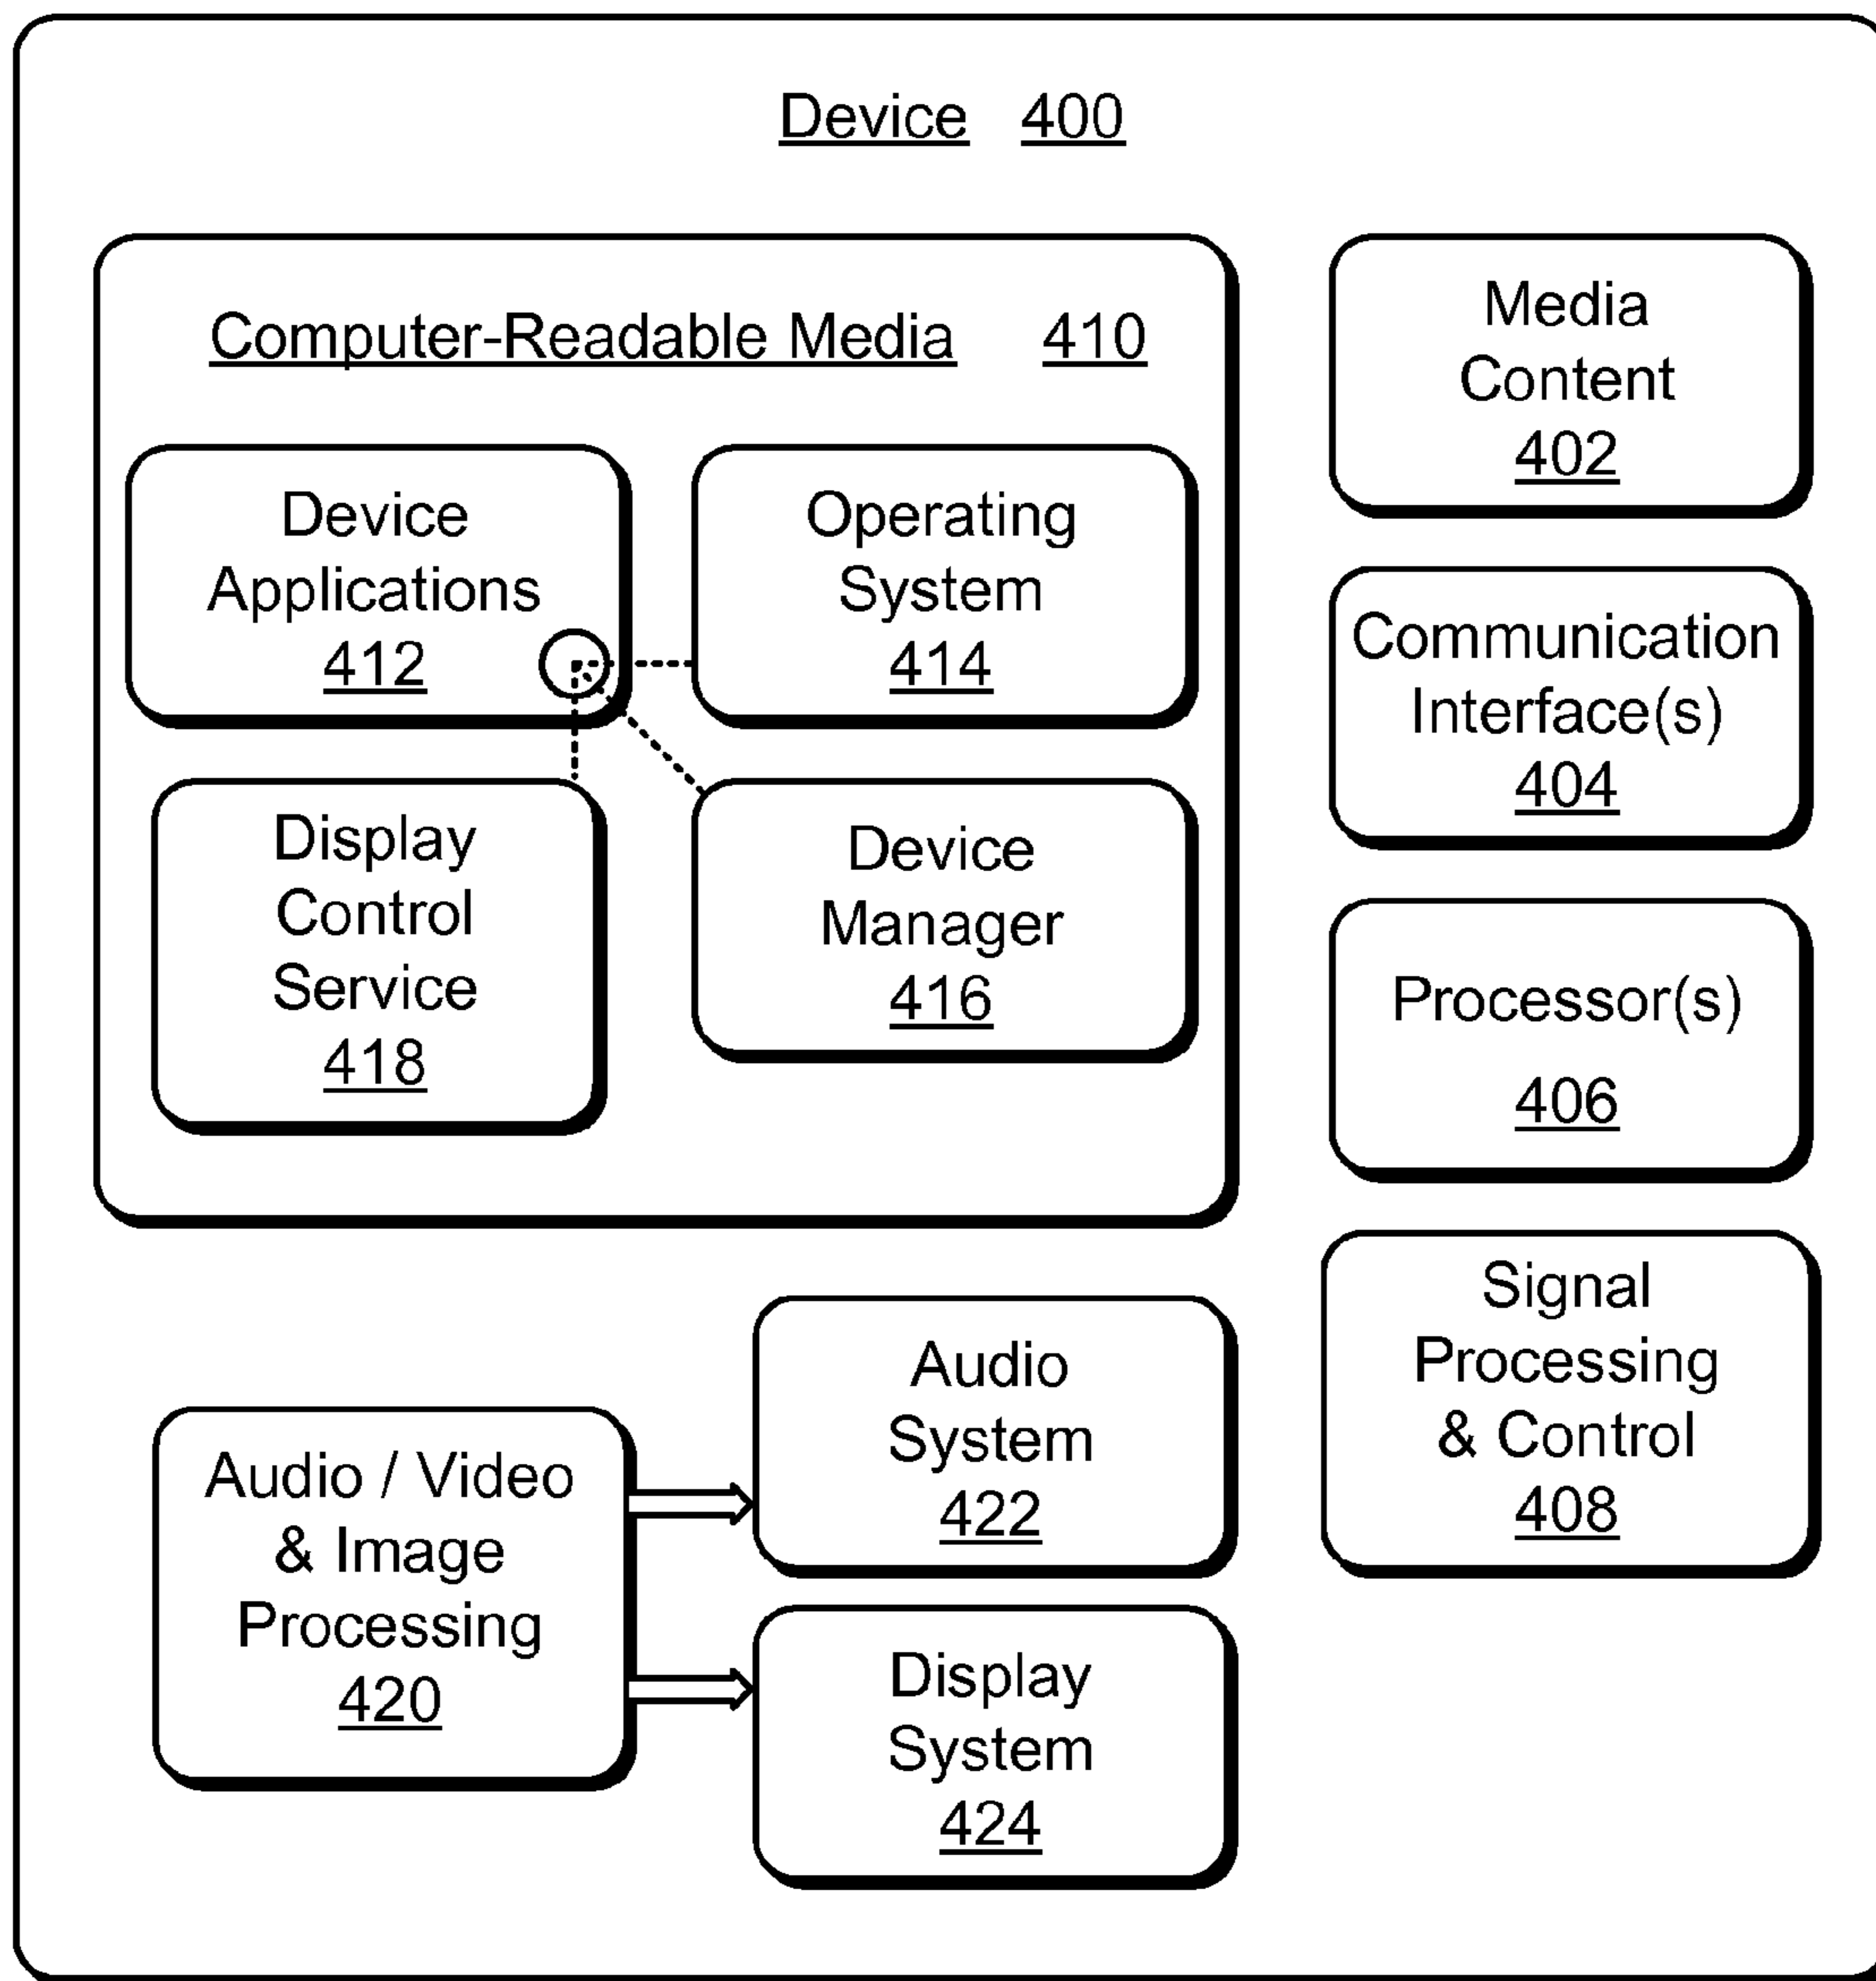 Device 400
Computer-Readable Media 410
Device
Applications
412
Operating
System
414
Display
Control
Service
418
Device
Manager
416
Media
Content
402
Communication
Interface(s)
404
Processor(s)
406
Signal
Processing
& Control
408
Audio / Video
& Image
Processing
420
Audio
System
422
Display
System
424